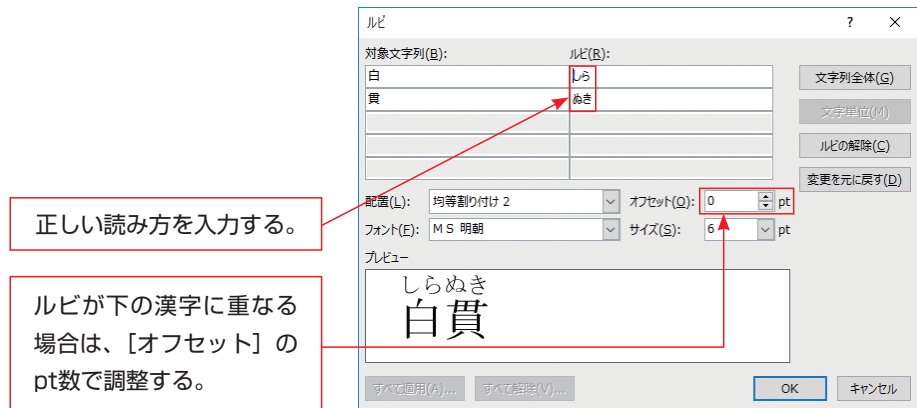 ルビ ? ×
対象文字列(B): ルビ(R):
白 しら 文字列全体(G)
貫 ぬき 文字単位(M)
ルビの解除(C)
変更を元に戻す(D)
配置(L): 均等割り付け 2 オフセット(O): 0 pt
フォント(F): ＭＳ 明朝 サイズ(S): 6 pt
プレビュー
しらぬき
白貫
すべて適用(A)... すべて解除(V)... OK キャンセル
正しい読み方を入力する。
ルビが下の漢字に重なる
場合は、［オフセット］の
pt数で調整する。